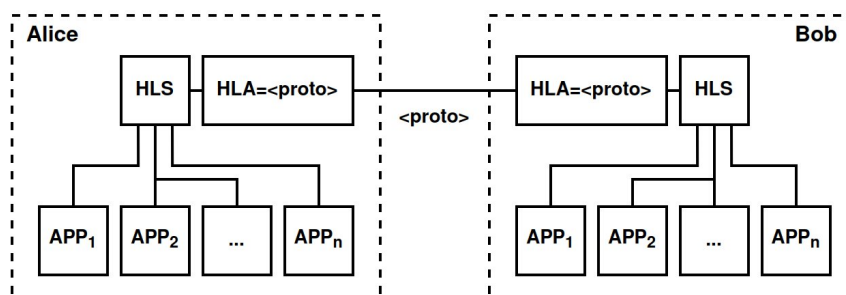 Alice Bob
HLS HLA=<proto> HLA=<proto> HLS
<proto>
APP₁ APP₂ ... APPₙ APP₁ APP₂ ... APPₙ